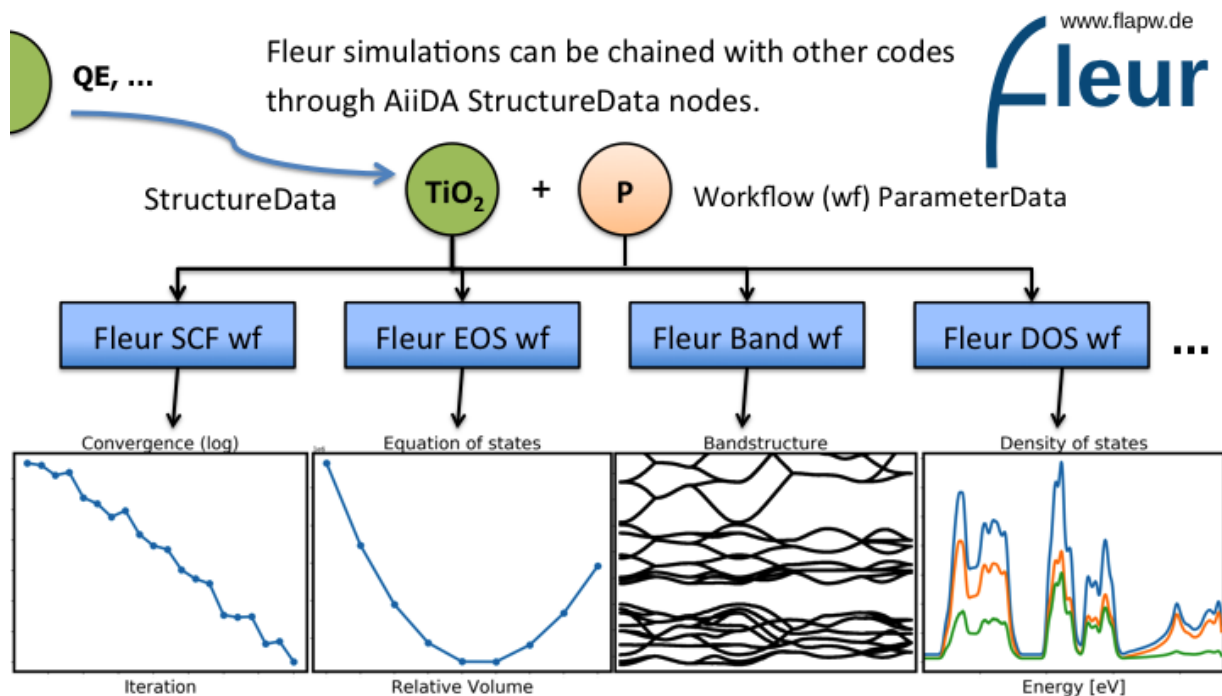 www.flapw.de
fleur
QE, ...
Fleur simulations can be chained with other codes
through AiiDA StructureData nodes.
StructureData
TiO₂
+
P
Workflow (wf) ParameterData
Fleur SCF wf
Fleur EOS wf
Fleur Band wf
Fleur DOS wf
...
Convergence (log)
Equation of states
Bandstructure
Density of states
Iteration
Relative Volume
Energy [eV]